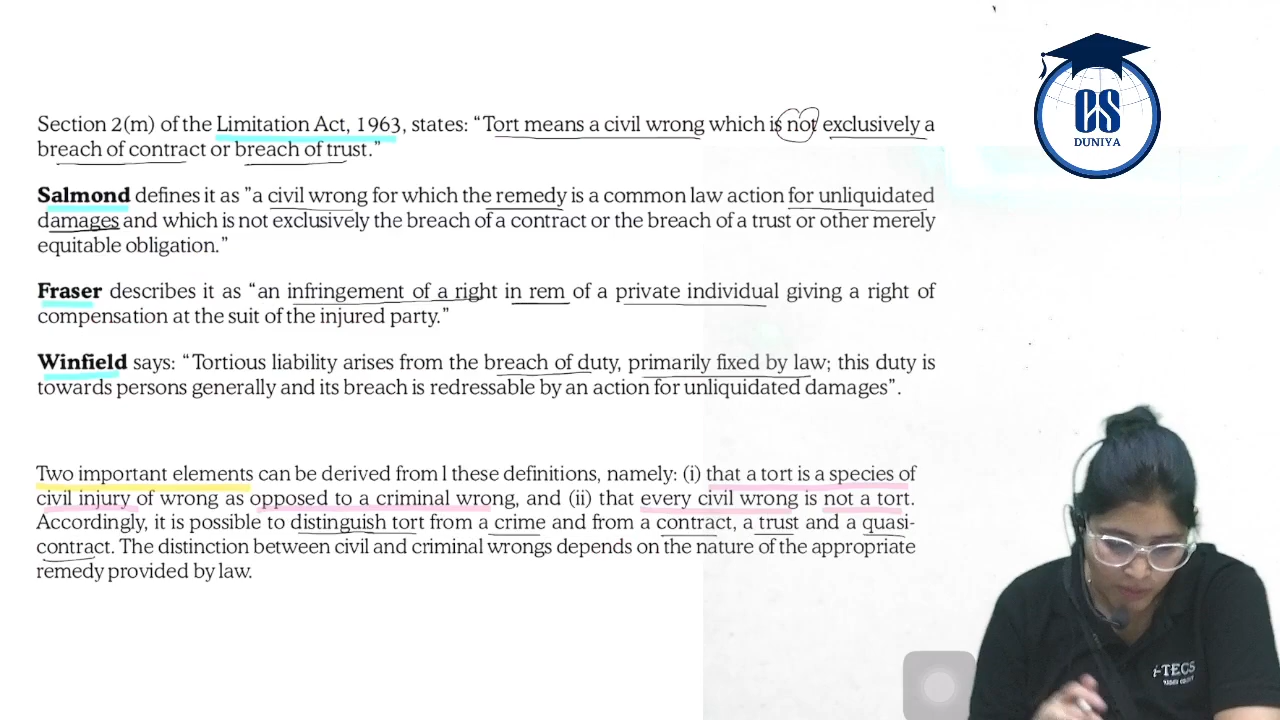 Section 2(m) of the Limitation Act, 1963, states: “Tort means a civil wrong which is not exclusively a
breach of contract or breach of trust.”
Salmond defines it as "a civil wrong for which the remedy is a common law action for unliquidated
damages and which is not exclusively the breach of a contract or the breach of a trust or other merely
equitable obligation.”
Fraser describes it as “an infringement of a right in rem of a private individual giving a right of
compensation at the suit of the injured party.”
Winfield says: “Tortious liability arises from the breach of duty, primarily fixed by law; this duty is
towards persons generally and its breach is redressable by an action for unliquidated damages”.
Two important elements can be derived from l these definitions, namely: (i) that a tort is a species of
civil injury of wrong as opposed to a criminal wrong, and (ii) that every civil wrong is not a tort.
Accordingly, it is possible to distinguish tort from a crime and from a contract, a trust and a quasi-
contract. The distinction between civil and criminal wrongs depends on the nature of the appropriate
remedy provided by law.
CS
DUNIYA
i-TECS